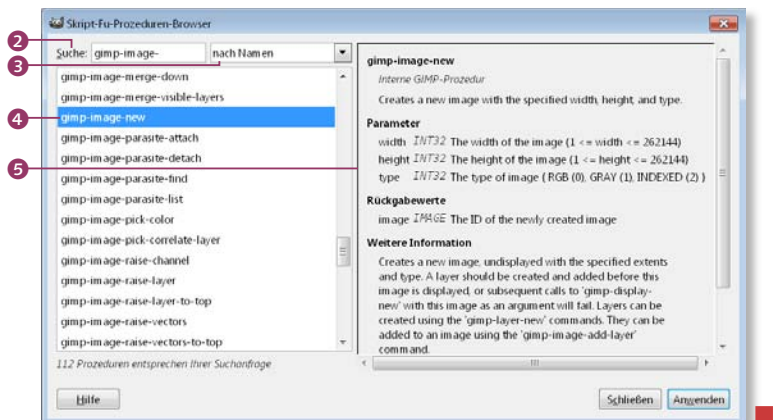 Skript-Fu-Prozeduren-Browser
2
Suche: gimp-image- nach Namen
3
gimp-image-merge-down
gimp-image-merge-visible-layers
4
gimp-image-new
gimp-image-parasite-attach
gimp-image-parasite-detach
5
gimp-image-parasite-find
gimp-image-parasite-list
gimp-image-pick-color
gimp-image-pick-correlate-layer
gimp-image-raise-channel
gimp-image-raise-layer
gimp-image-raise-layer-to-top
gimp-image-raise-vectors
gimp-image-raise-vectors-to-top
112 Prozeduren entsprechen Ihrer Suchanfrage
gimp-image-new
Interne GIMP-Prozedur
Creates a new image with the specified width, height, and type.
Parameter
width INT32 The width of the image (1 <= width <= 262144)
height INT32 The height of the image (1 <= height <= 262144)
type INT32 The type of image { RGB (0), GRAY (1), INDEXED (2) }
Rückgabewerte
image IMAGE The ID of the newly created image
Weitere Information
Creates a new image, undisplayed with the specified extents
and type. A layer should be created and added before this
image is displayed, or subsequent calls to 'gimp-display-
new' with this image as an argument will fail. Layers can be
created using the 'gimp-layer-new' commands. They can be
added to an image using the 'gimp-image-add-layer'
command.
Hilfe
Schließen
Anwenden